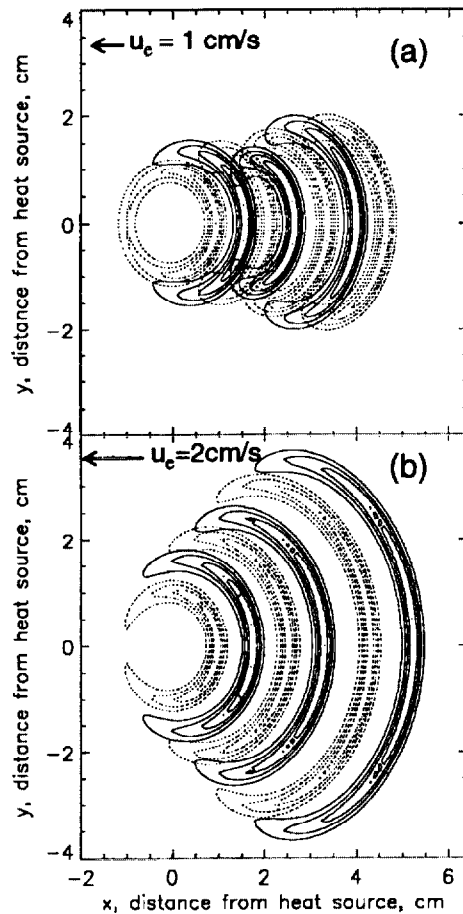 4
u_c = 1 cm/s
(a)
2
0
-2
-4
y, distance from heat source, cm
4
u_c=2cm/s
(b)
2
0
-2
-4
y, distance from heat source, cm
-2 0 2 4 6
x, distance from heat source, cm